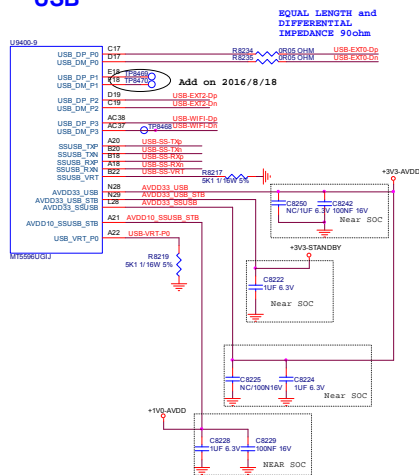 USB
EQUAL LENGTH and
DIFFERENTIAL
IMPEDANCE 90ohm
U9400-9
USB_DP_P0 C17 R8234 0R05 OHM USB-EXT0-Dp
USB_DM_P0 D17 R8235 0R05 OHM USB-EXT0-Dn
USB_DP_P1 E18 TP8469
USB_DM_P1 F18 TP8470
Add on 2016/8/18
USB_DP_P2 D19 USB-EXT2-Dp
USB_DM_P2 C19 USB-EXT2-Dn
USB_DP_P3 AC38 USB-WIFI-Dp
USB_DM_P3 AC37 TP8468 USB-WIFI-Dn
SSUSB_TXP A20 USB-SS-TXp
SSUSB_TXN B20 USB-SS-TXn
SSUSB_RXP B18 USB-SS-RXp
SSUSB_RXN A18 USB-SS-RXn
SSUSB_VRT B22 USB-SS-VRT R8217
5K1 1/16W 5%
AVDD33_USB N28 AVDD33_USB
AVDD33_USB_STB N29 AVDD33_USB_STB
AVDD33_SSUSB L28 AVDD33_SSUSB
AVDD10_SSUSB_STB A21 AVDD10_SSUSB_STB
USB_VRT_P0 A22 USB-VRT-P0
MT5596UGIJ
R8219
5K1 1/16W 5%
+3V3-AVDD
C8250
NC/1UF 6.3V
C8242
100NF 16V
Near SOC
+3V3-STANDBY
C8222
1UF 6.3V
Near SOC
C8225
NC/100N16V
C8224
1UF 6.3V
Near SOC
+1V0-AVDD
C8228
1UF 6.3V
C8229
100NF 16V
NEAR SOC